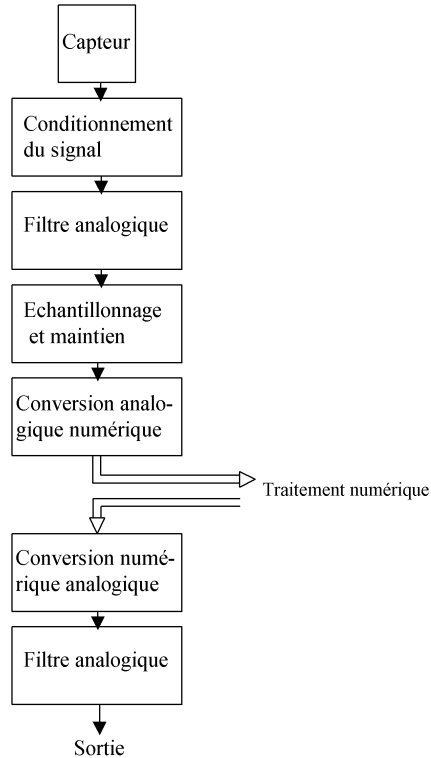 Capteur
Conditionnement
du signal
Filtre analogique
Echantillonnage
et maintien
Conversion analo-
gique numérique
Traitement numérique
Conversion numé-
rique analogique
Filtre analogique
Sortie